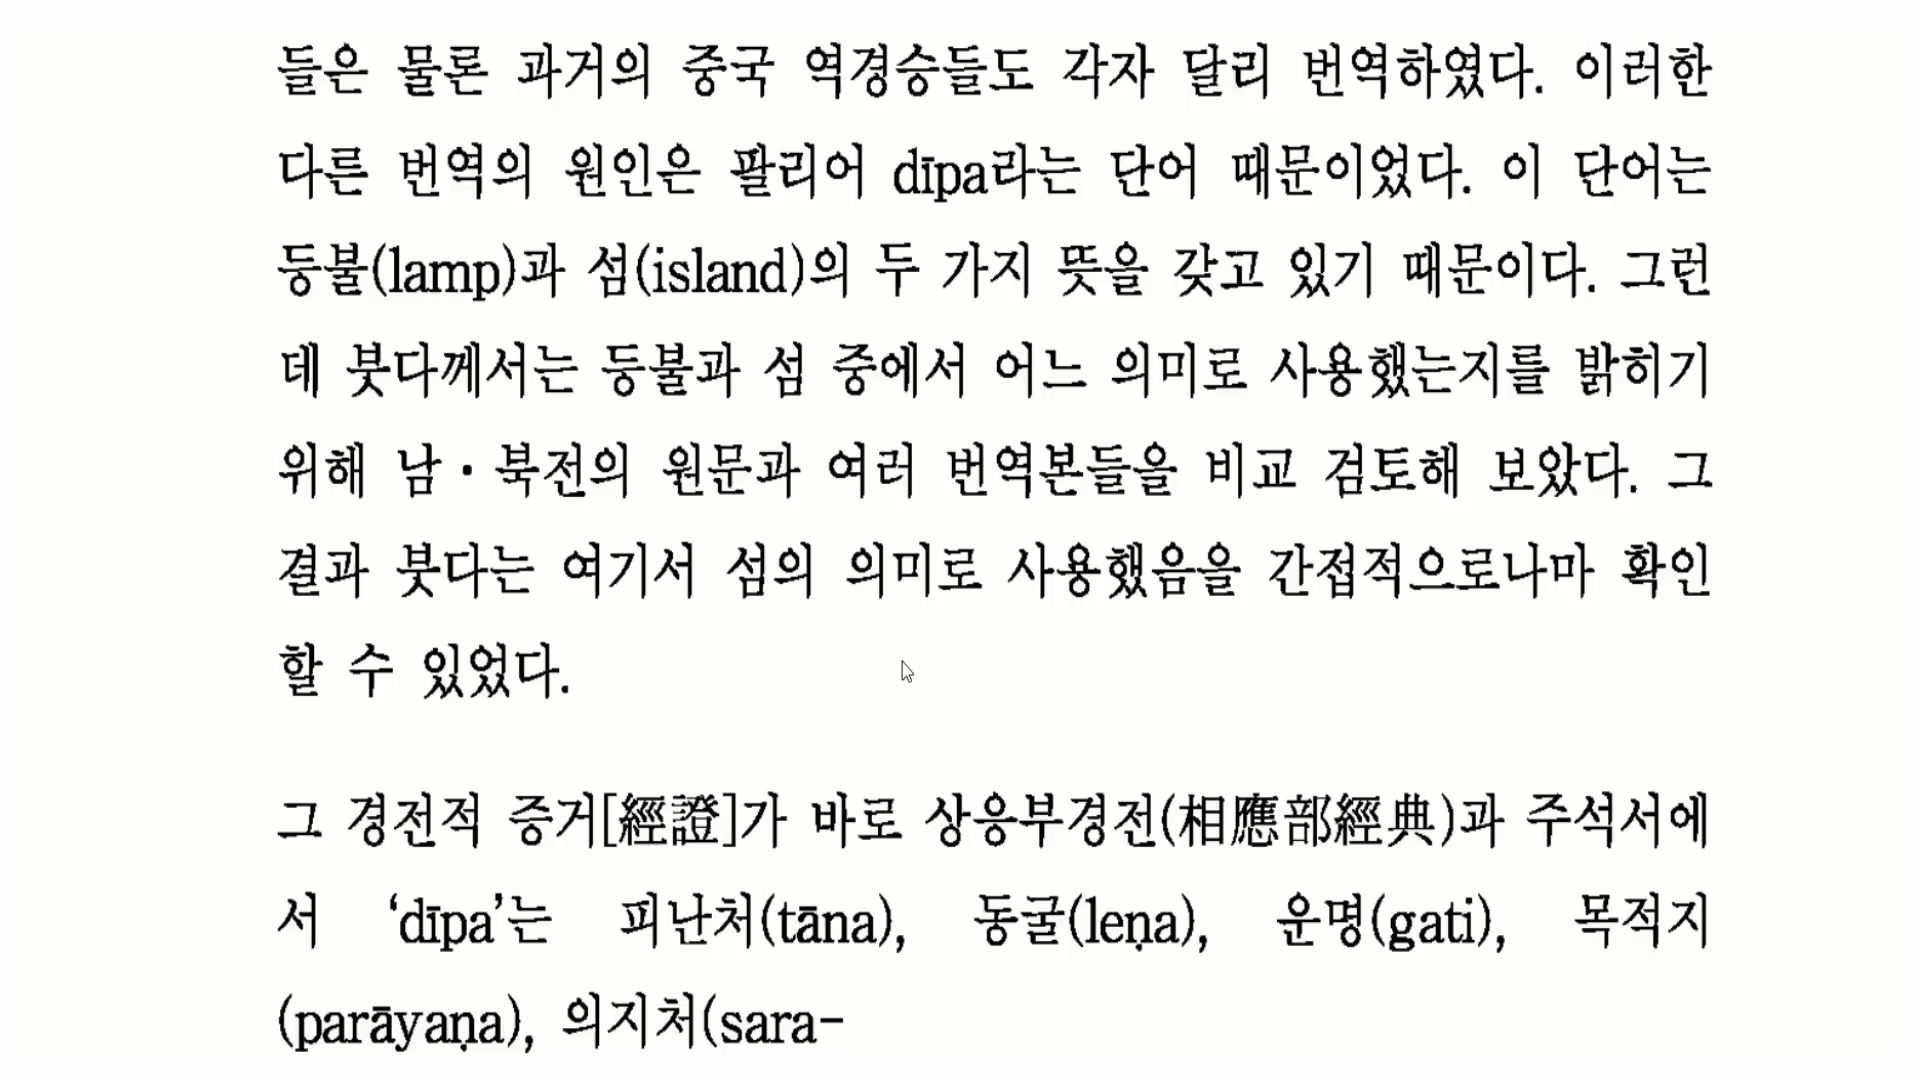 들은 물론 과거의 중국 역경승들도 각자 달리 번역하였다. 이러한
다른 번역의 원인은 팔리어 dīpa라는 단어 때문이었다. 이 단어는
등불(lamp)과 섬(island)의 두 가지 뜻을 갖고 있기 때문이다. 그런
데 붓다께서는 등불과 섬 중에서 어느 의미로 사용했는지를 밝히기
위해 남·북전의 원문과 여러 번역본들을 비교 검토해 보았다. 그
결과 붓다는 여기서 섬의 의미로 사용했음을 간접적으로나마 확인
할 수 있었다.
그 경전적 증거[經證]가 바로 상응부경전(相應部經典)과 주석서에
서 ‘dīpa’는 피난처(tāna), 동굴(leṇa), 운명(gati), 목적지
(parāyaṇa), 의지처(sara-